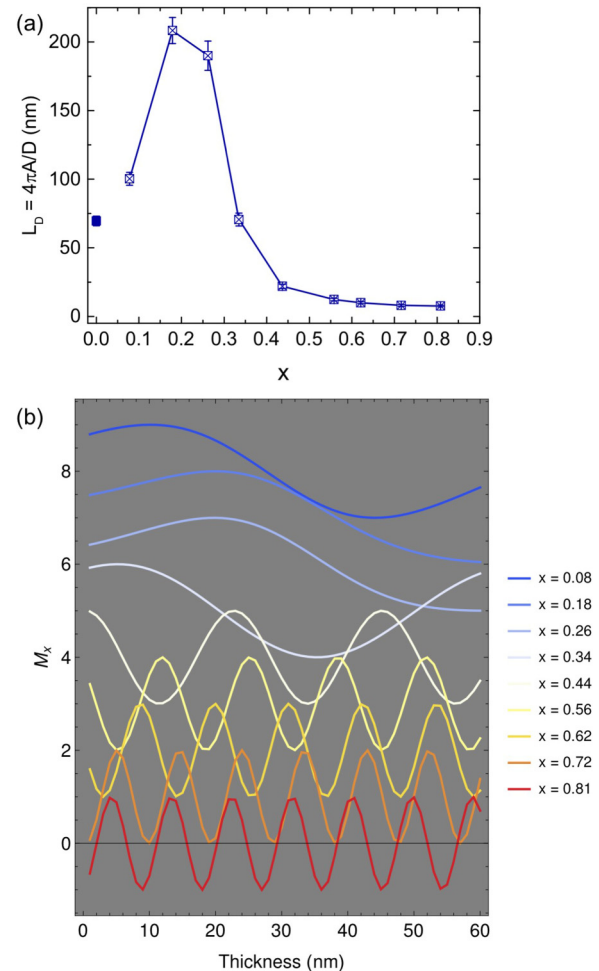 (a)
L_D = 4πA/D (nm)
200
150
100
50
0
0.0 0.1 0.2 0.3 0.4 0.5 0.6 0.7 0.8 0.9
x
(b)
M_x
8
6
4
2
0
0 10 20 30 40 50 60
Thickness (nm)
x = 0.08
x = 0.18
x = 0.26
x = 0.34
x = 0.44
x = 0.56
x = 0.62
x = 0.72
x = 0.81